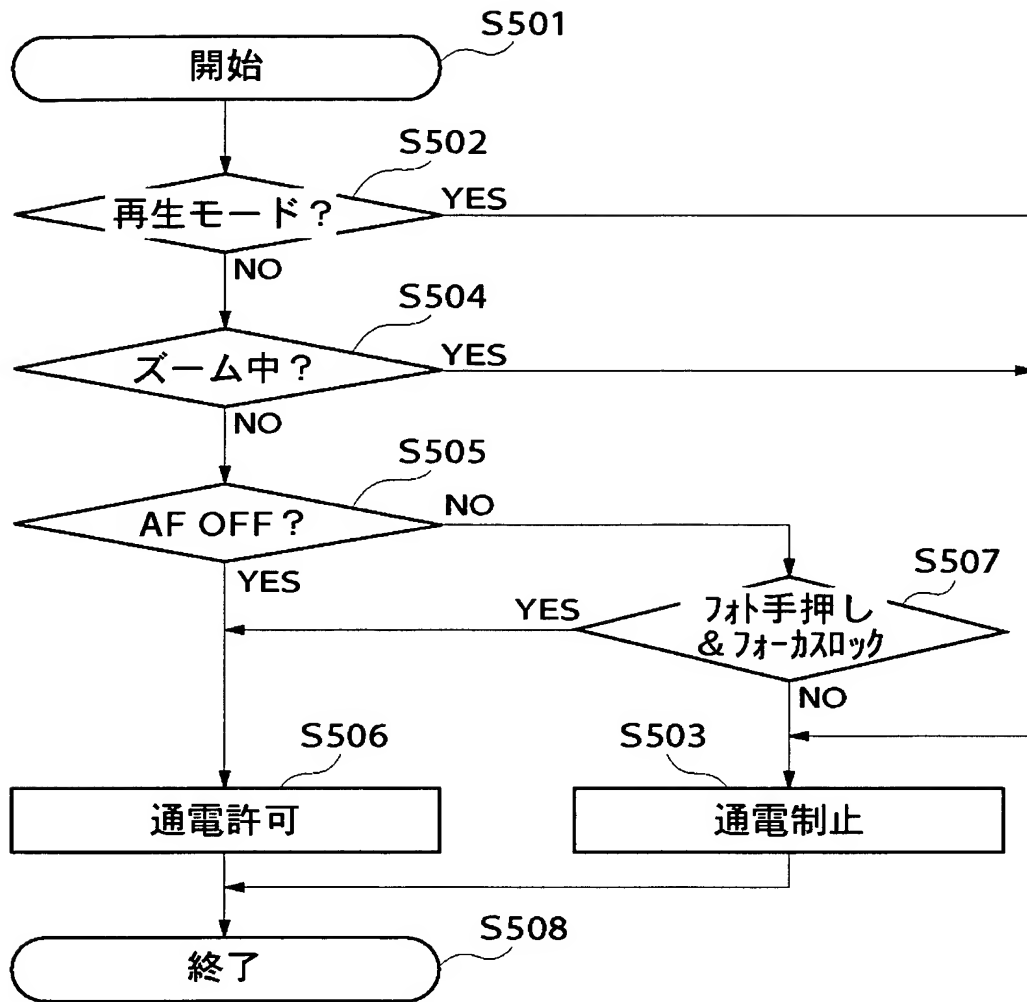 S501
開始
S502
再生モード?
YES
NO
S504
ズーム中?
YES
NO
S505
AF OFF?
NO
YES
S507
フォト手押し
&フォーカスロック
YES
NO
S506
通電許可
S503
通電制止
S508
終了